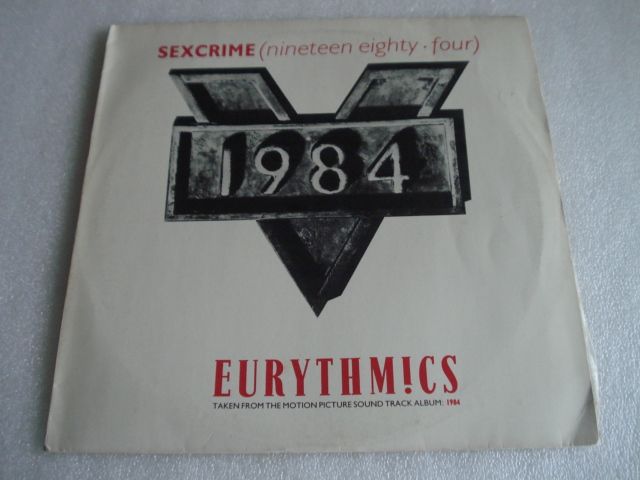 SEXCRIME (nineteen eighty · four)
1984
EURYTHM!CS
TAKEN FROM THE MOTION PICTURE SOUND TRACK ALBUM: 1984